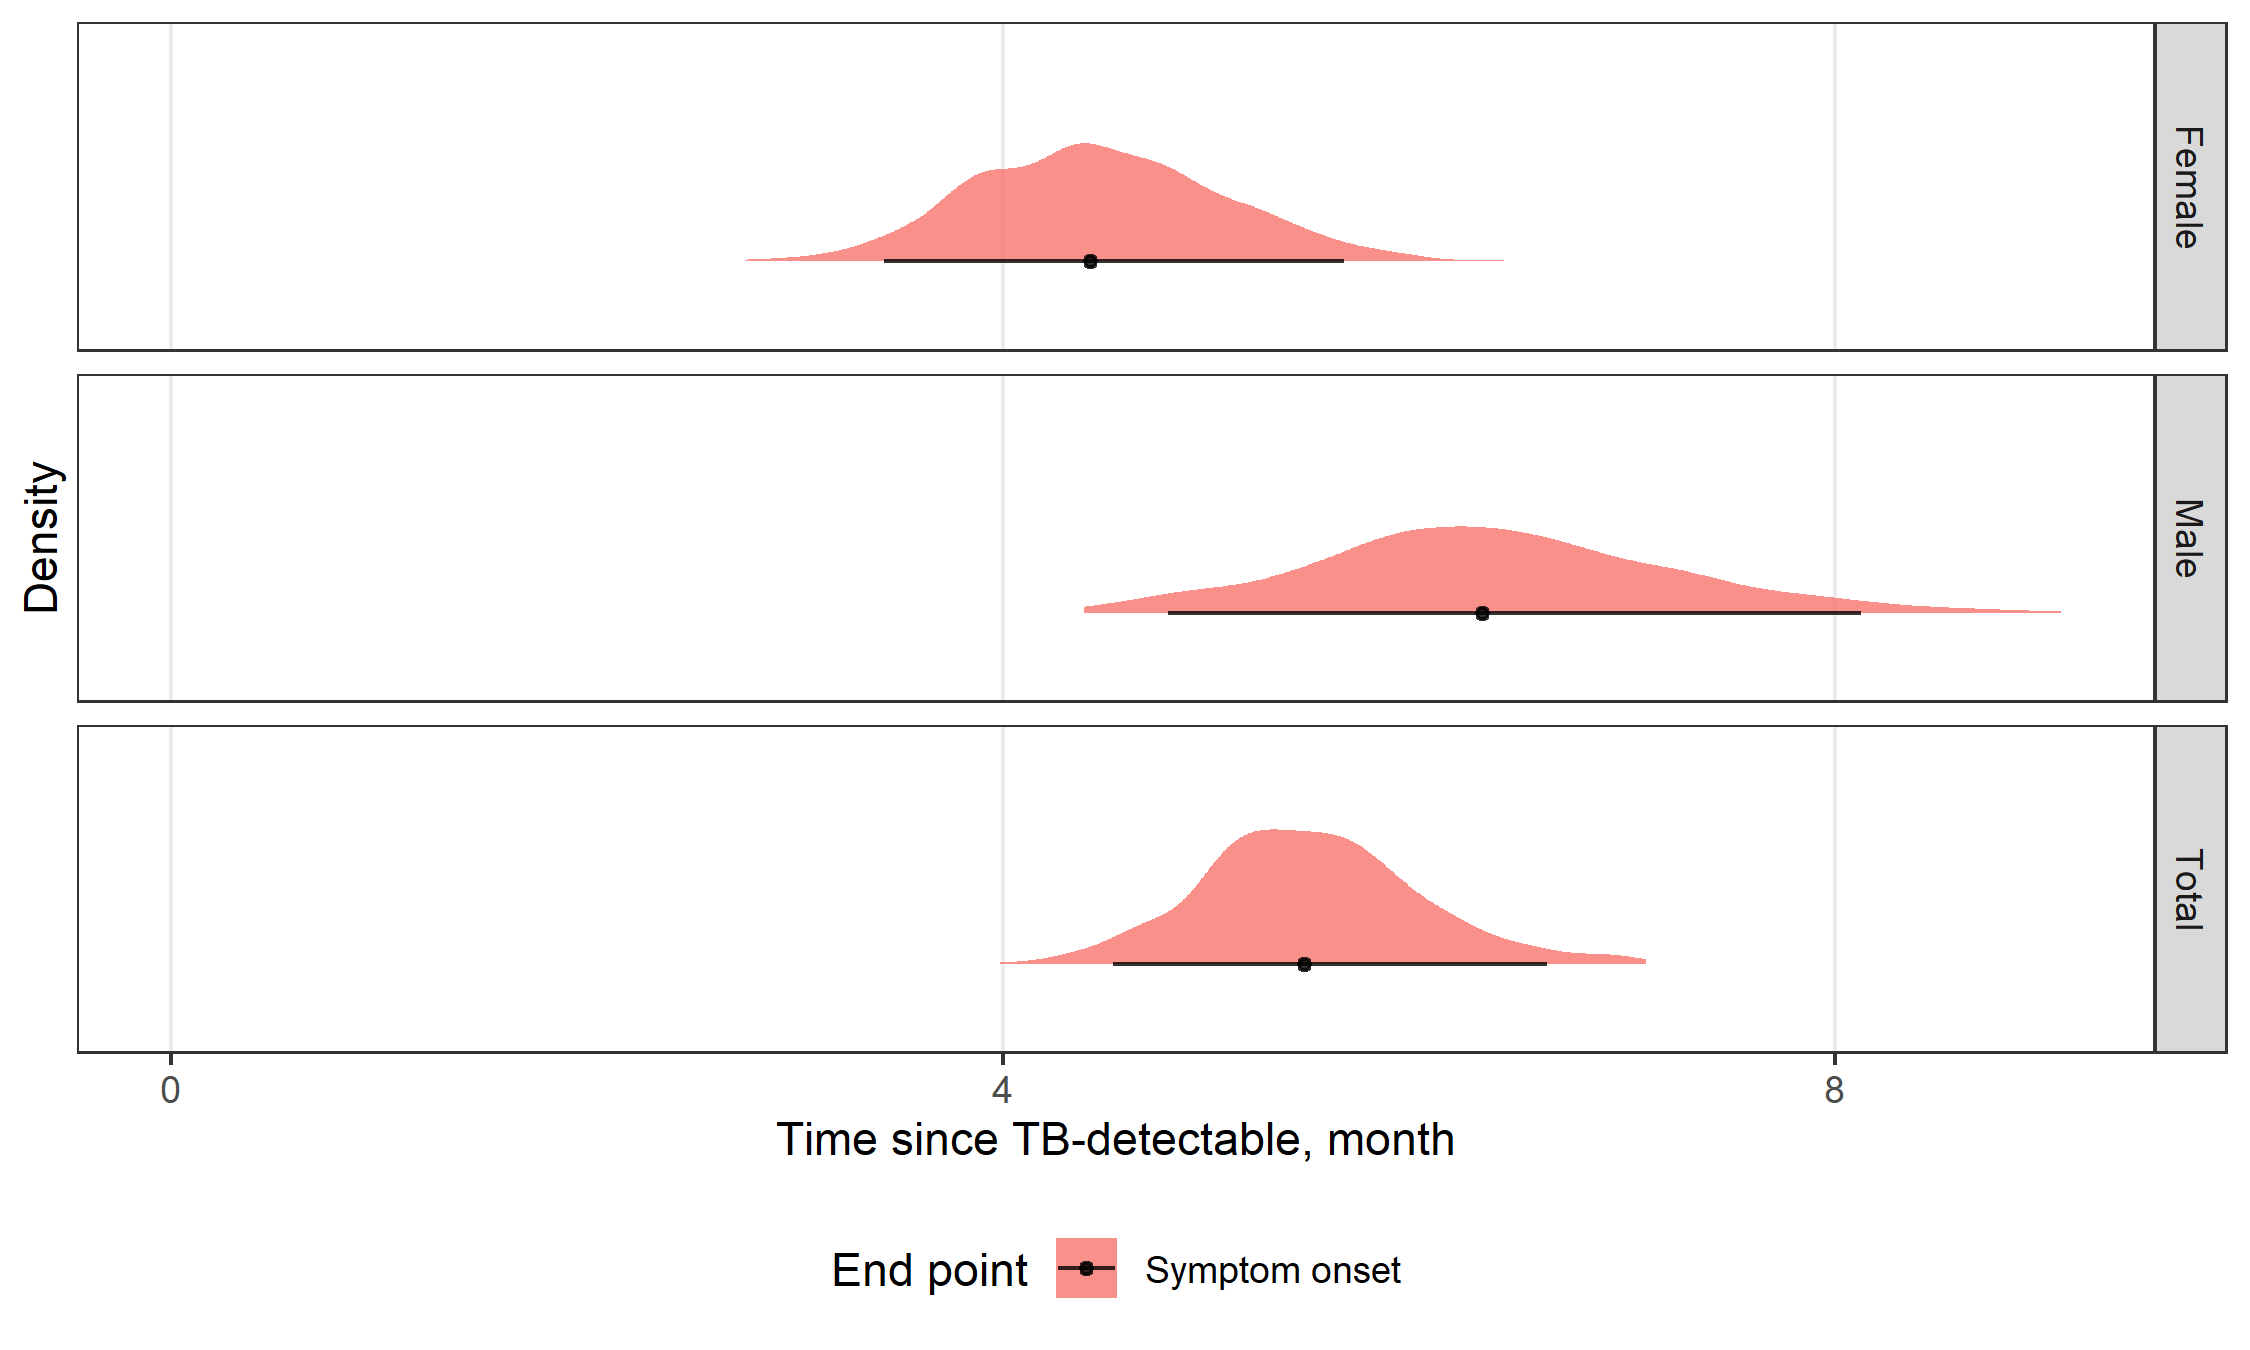 Female
Male
Total
Density
0 4 8
Time since TB-detectable, month
End point Symptom onset